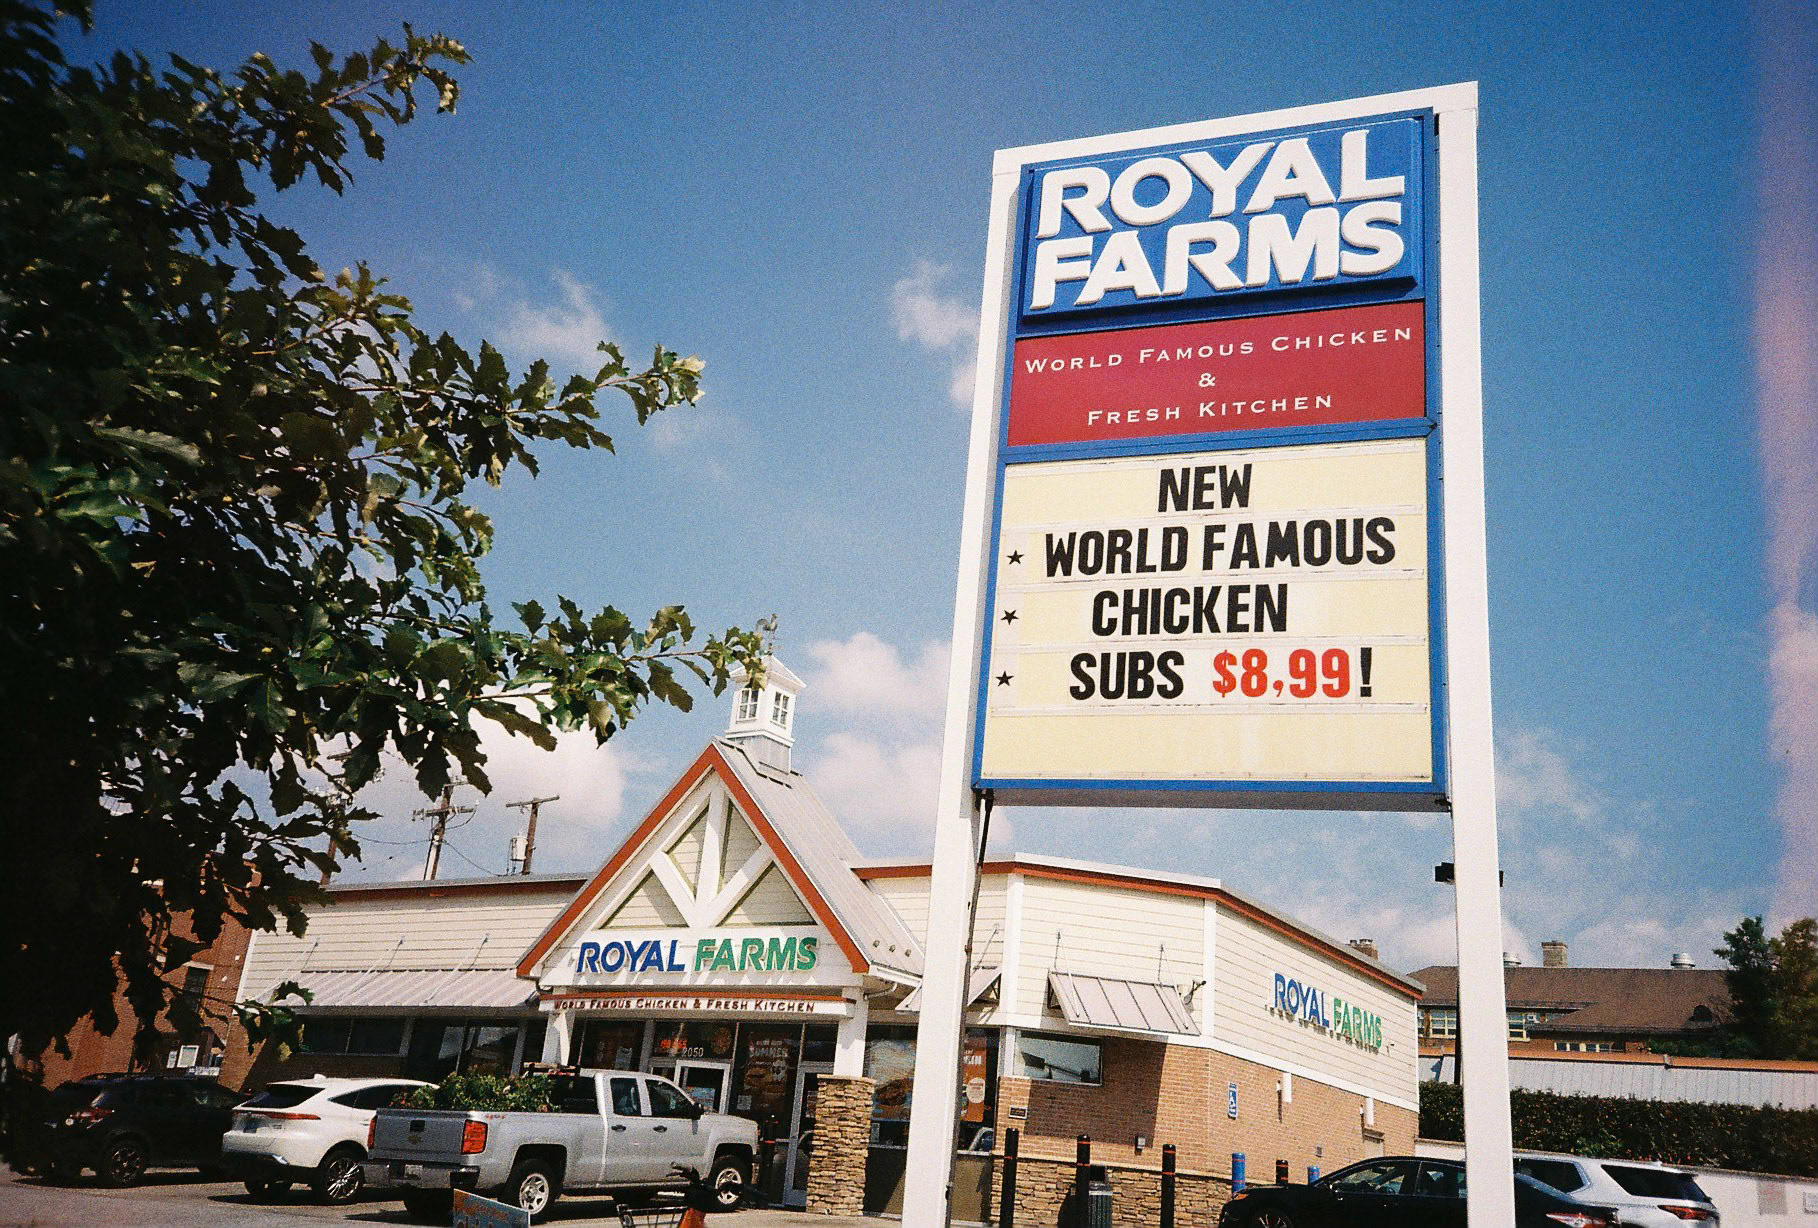 ROYAL
FARMS
WORLD FAMOUS CHICKEN
&
FRESH KITCHEN
NEW
★ WORLD FAMOUS
★ CHICKEN
★ SUBS $8,99!
ROYAL FARMS
WORLD FAMOUS CHICKEN & FRESH KITCHEN
2050
ROYAL FARMS